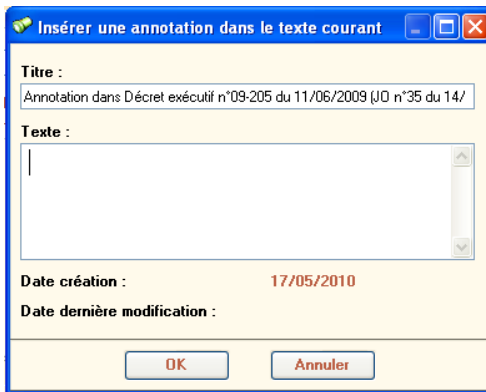 Insérer une annotation dans le texte courant
Titre :
Annotation dans Décret exécutif n°09-205 du 11/06/2009 (JO n°35 du 14/
Texte :
Date création : 17/05/2010
Date dernière modification :
OK Annuler